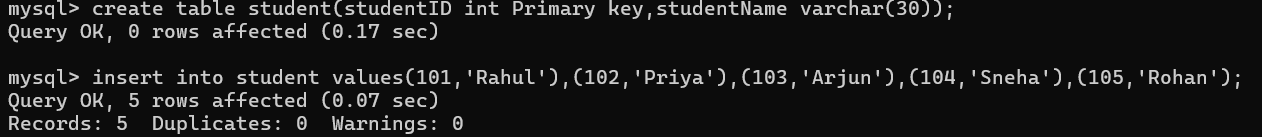 mysql> create table student(studentID int Primary key,studentName varchar(30));
Query OK, 0 rows affected (0.17 sec)
mysql> insert into student values(101,'Rahul'),(102,'Priya'),(103,'Arjun'),(104,'Sneha'),(105,'Rohan');
Query OK, 5 rows affected (0.07 sec)
Records: 5  Duplicates: 0  Warnings: 0